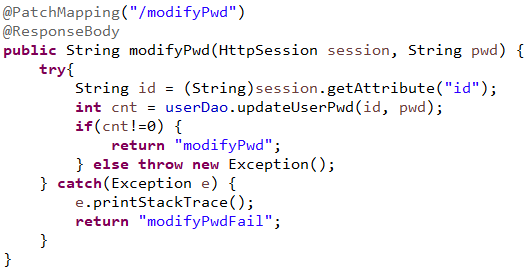 @PatchMapping("/modifyPwd")
@ResponseBody
public String modifyPwd(HttpSession session, String pwd) {
    try{
        String id = (String)session.getAttribute("id");
        int cnt = userDao.updateUserPwd(id, pwd);
        if(cnt!=0) {
            return "modifyPwd";
        } else throw new Exception();
    } catch(Exception e) {
        e.printStackTrace();
        return "modifyPwdFail";
    }
}